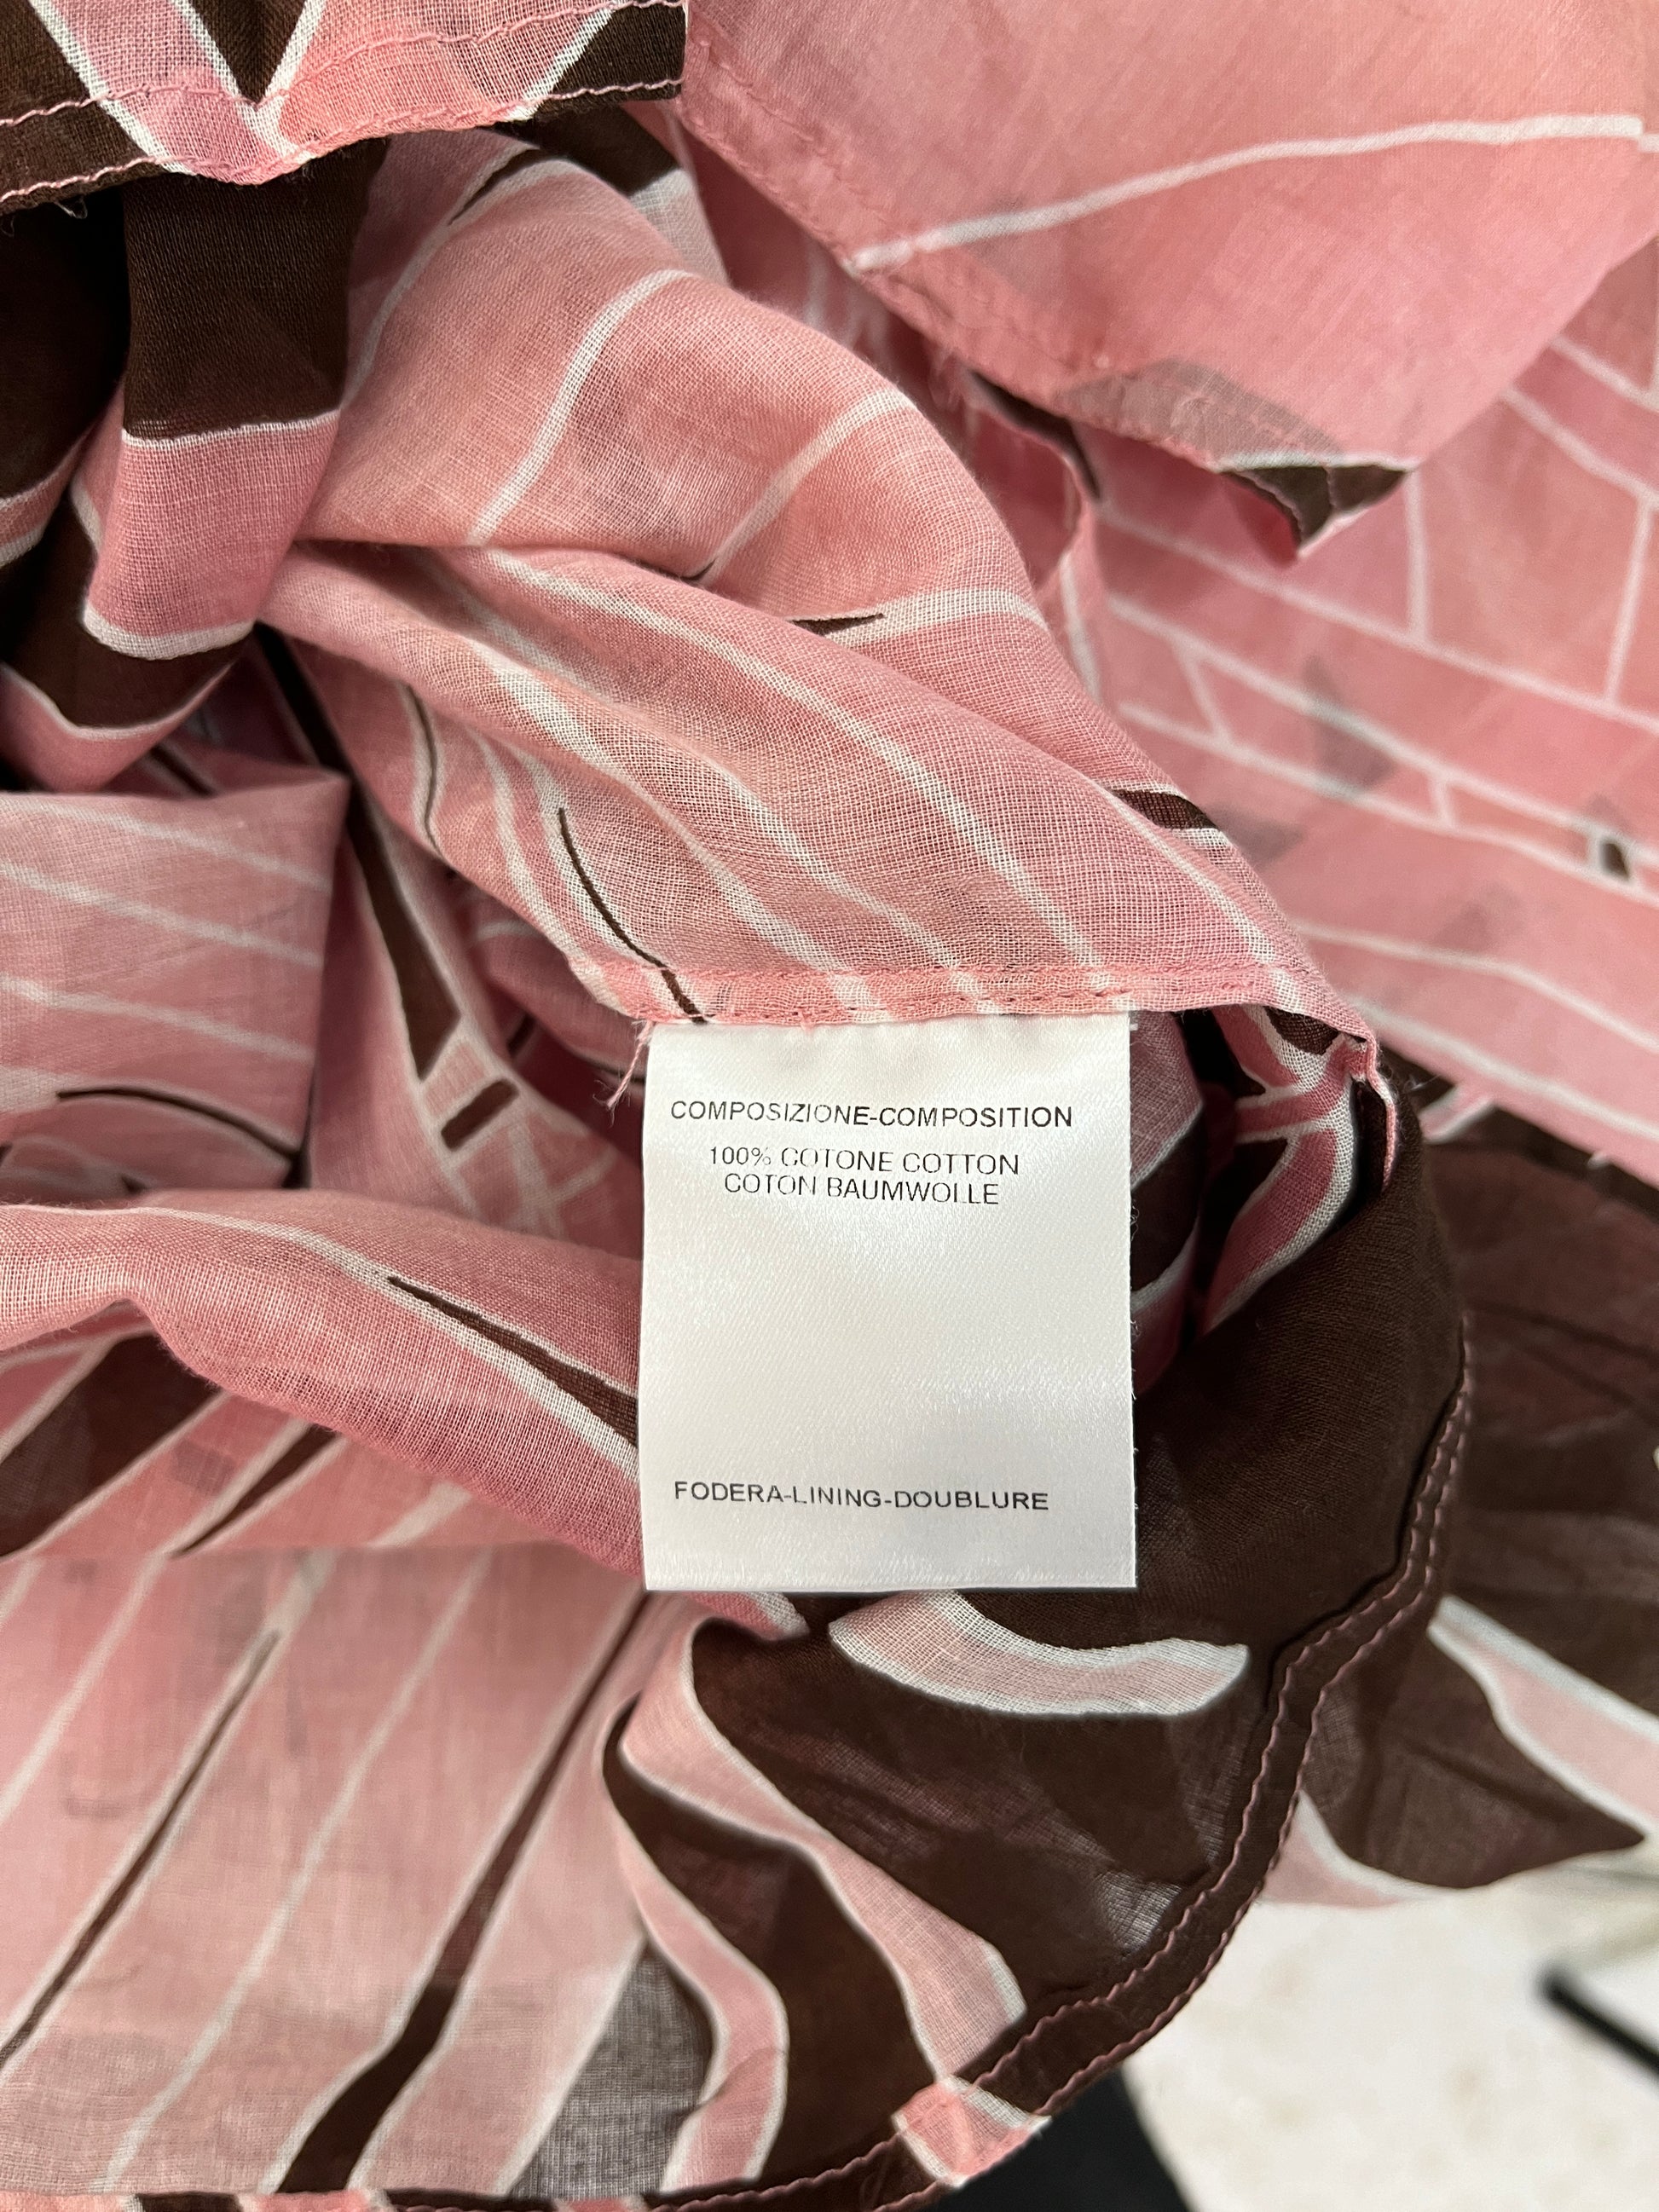 COMPOSIZIONE-COMPOSITION
100% COTONE COTTON
COTON BAUMWOLLE
FODERA-LINING-DOUBLURE